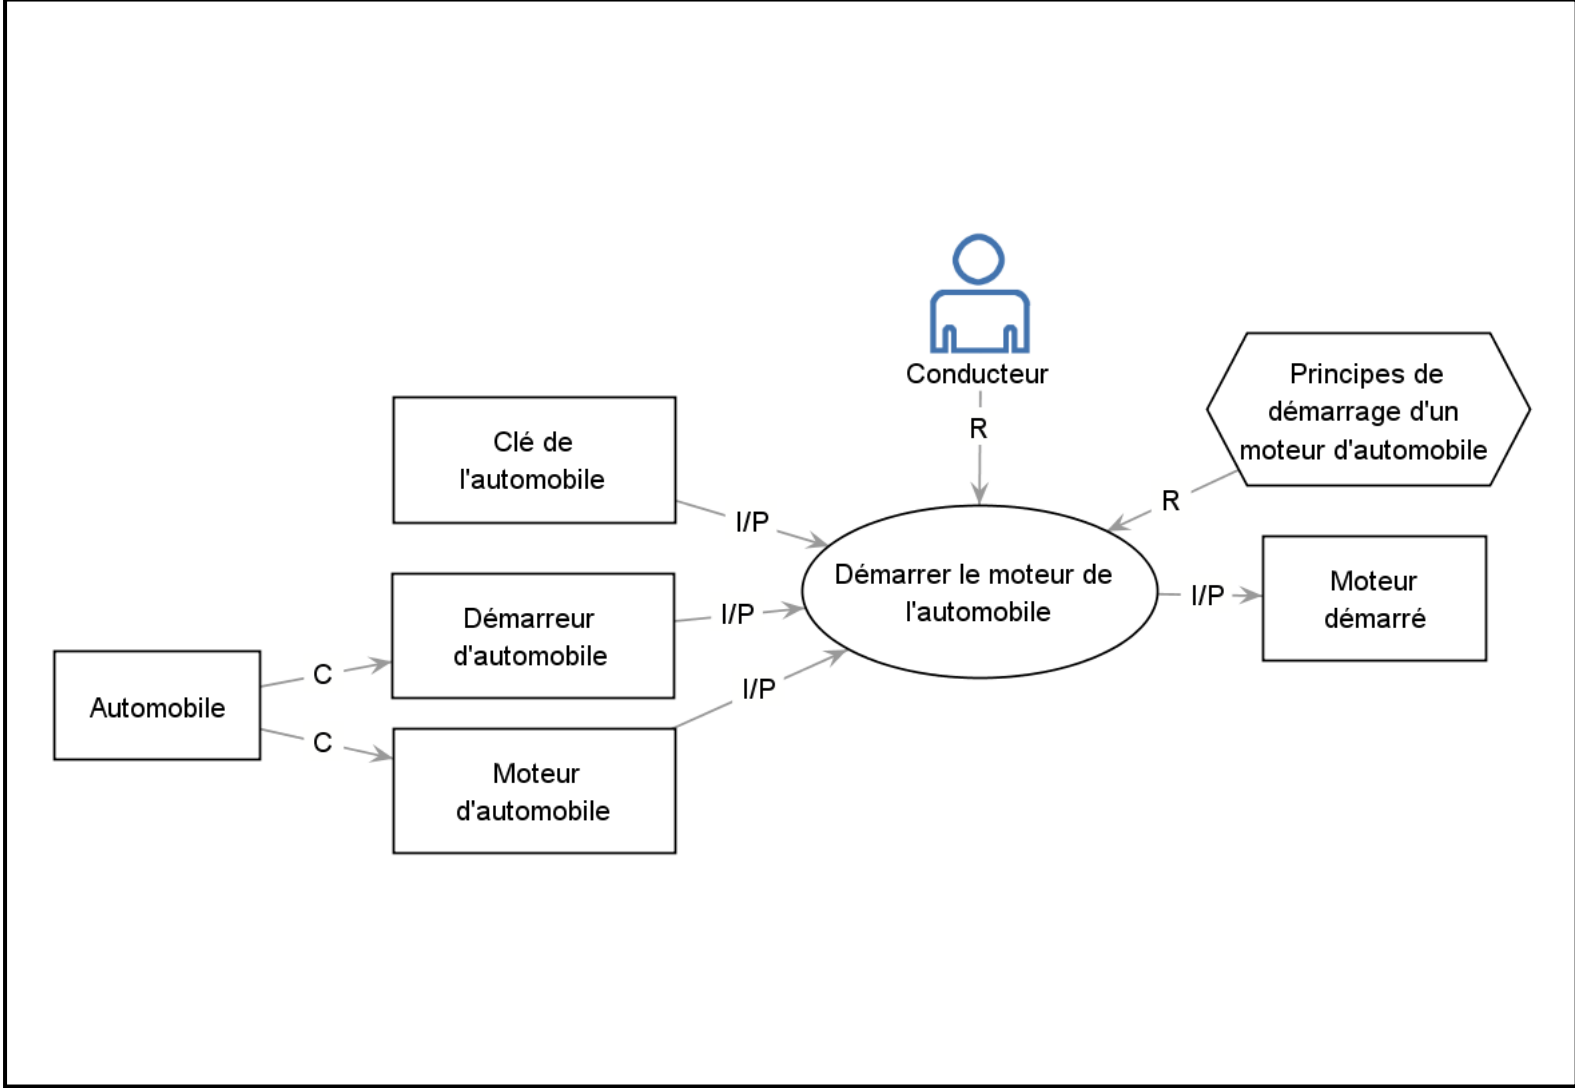 Conducteur
R
Principes de
démarrage d'un
moteur d'automobile
R
Clé de
l'automobile
I/P
Démarrer le moteur de
l'automobile
I/P
Moteur
démarré
Démarreur
d'automobile
I/P
Automobile
C
C
Moteur
d'automobile
I/P